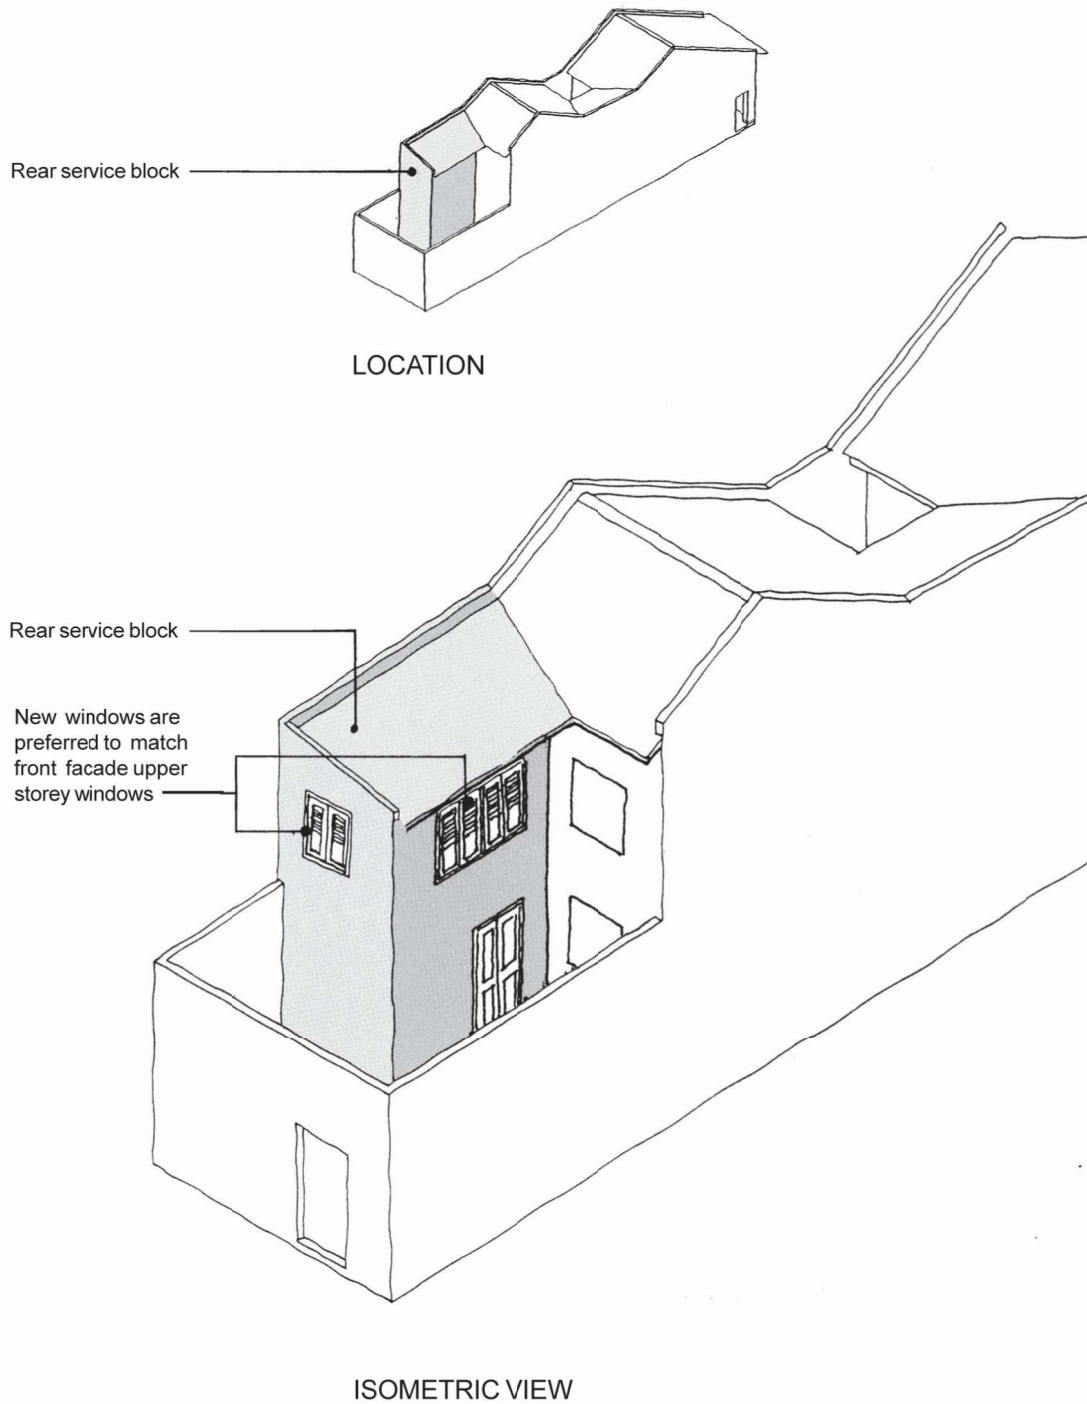 Rear service block
LOCATION
Rear service block
New windows are
preferred to match
front facade upper
storey windows
ISOMETRIC VIEW